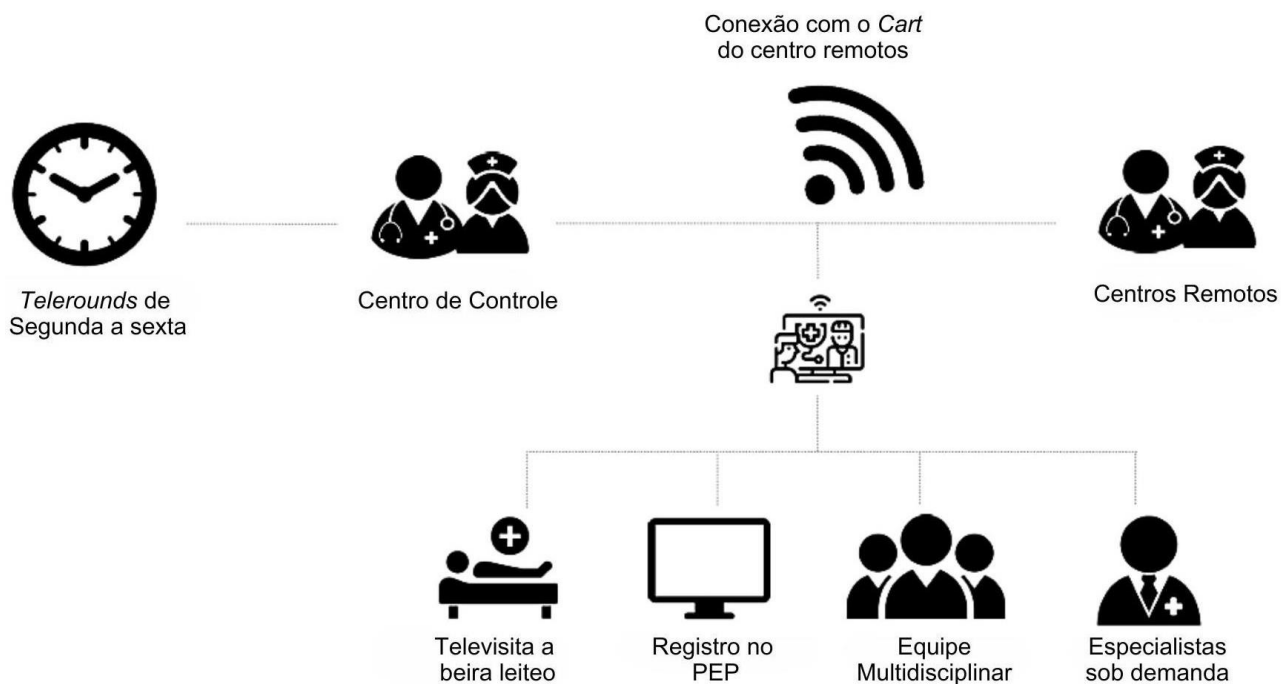 Conexão com o Cart
do centro remotos
Telerounds de
Segunda a sexta
Centro de Controle
Centros Remotos
Televisita a
beira leiteo
Registro no
PEP
Equipe
Multidisciplinar
Especialistas
sob demanda